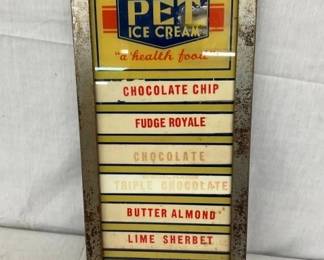 PET
ICE CREAM
"a health food"
CHOCOLATE CHIP
FUDGE ROYALE
CHOCOLATE
TRIPLE CHOCOLATE
BUTTER ALMOND
LIME SHERBET